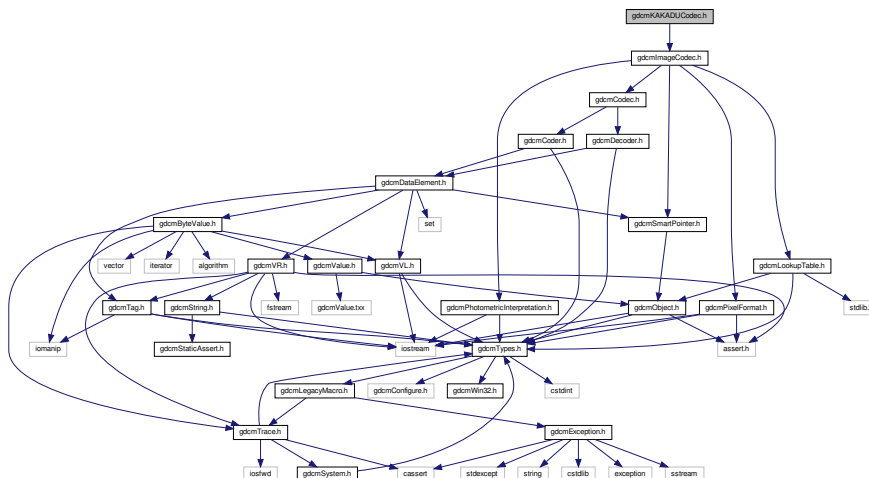 gdcmKAKADUCodec.h
gdcmImageCodec.h
gdcmCodec.h
gdcmCoder.h
gdcmDecoder.h
gdcmDataElement.h
gdcmByteValue.h
set
gdcmSmartPointer.h
vector
iterator
algorithm
gdcmVR.h
gdcmValue.h
gdcmVL.h
gdcmLookupTable.h
gdcmTag.h
gdcmString.h
fstream
gdcmValue.txx
gdcmPhotometricInterpretation.h
gdcmObject.h
gdcmPixelFormat.h
stdlib.
iomanip
gdcmStaticAssert.h
iostream
gdcmTypes.h
assert.h
gdcmLegacyMacro.h
gdcmConfigure.h
gdcmWin32.h
cstdint
gdcmTrace.h
gdcmException.h
iosfwd
gdcmSystem.h
cassert
stdexcept
string
cstdlib
exception
sstream